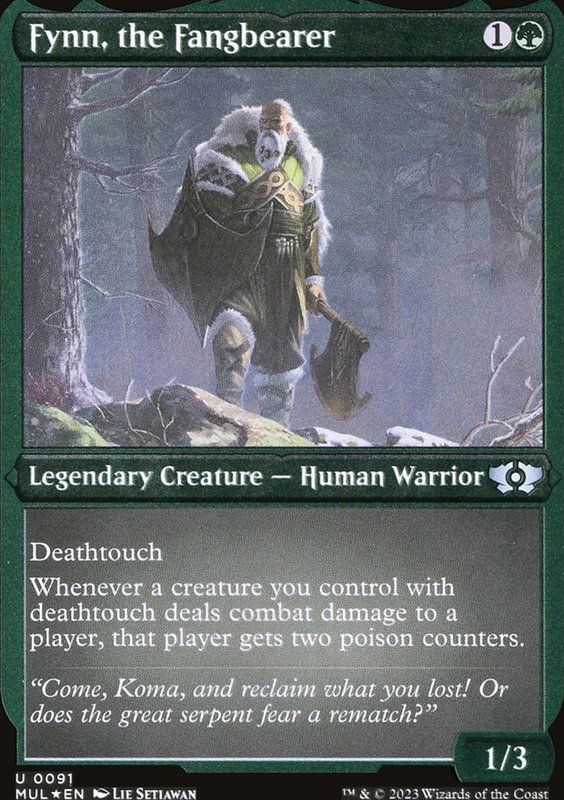 Fynn, the Fangbearer 1
Legendary Creature — Human Warrior
Deathtouch
Whenever a creature you control with
deathtouch deals combat damage to a
player, that player gets two poison counters.
"Come, Koma, and reclaim what you lost! Or
does the great serpent fear a rematch?"
1/3
U 0091
MUL★EN Lie Setiawan
™ & © 2023 Wizards of the Coast